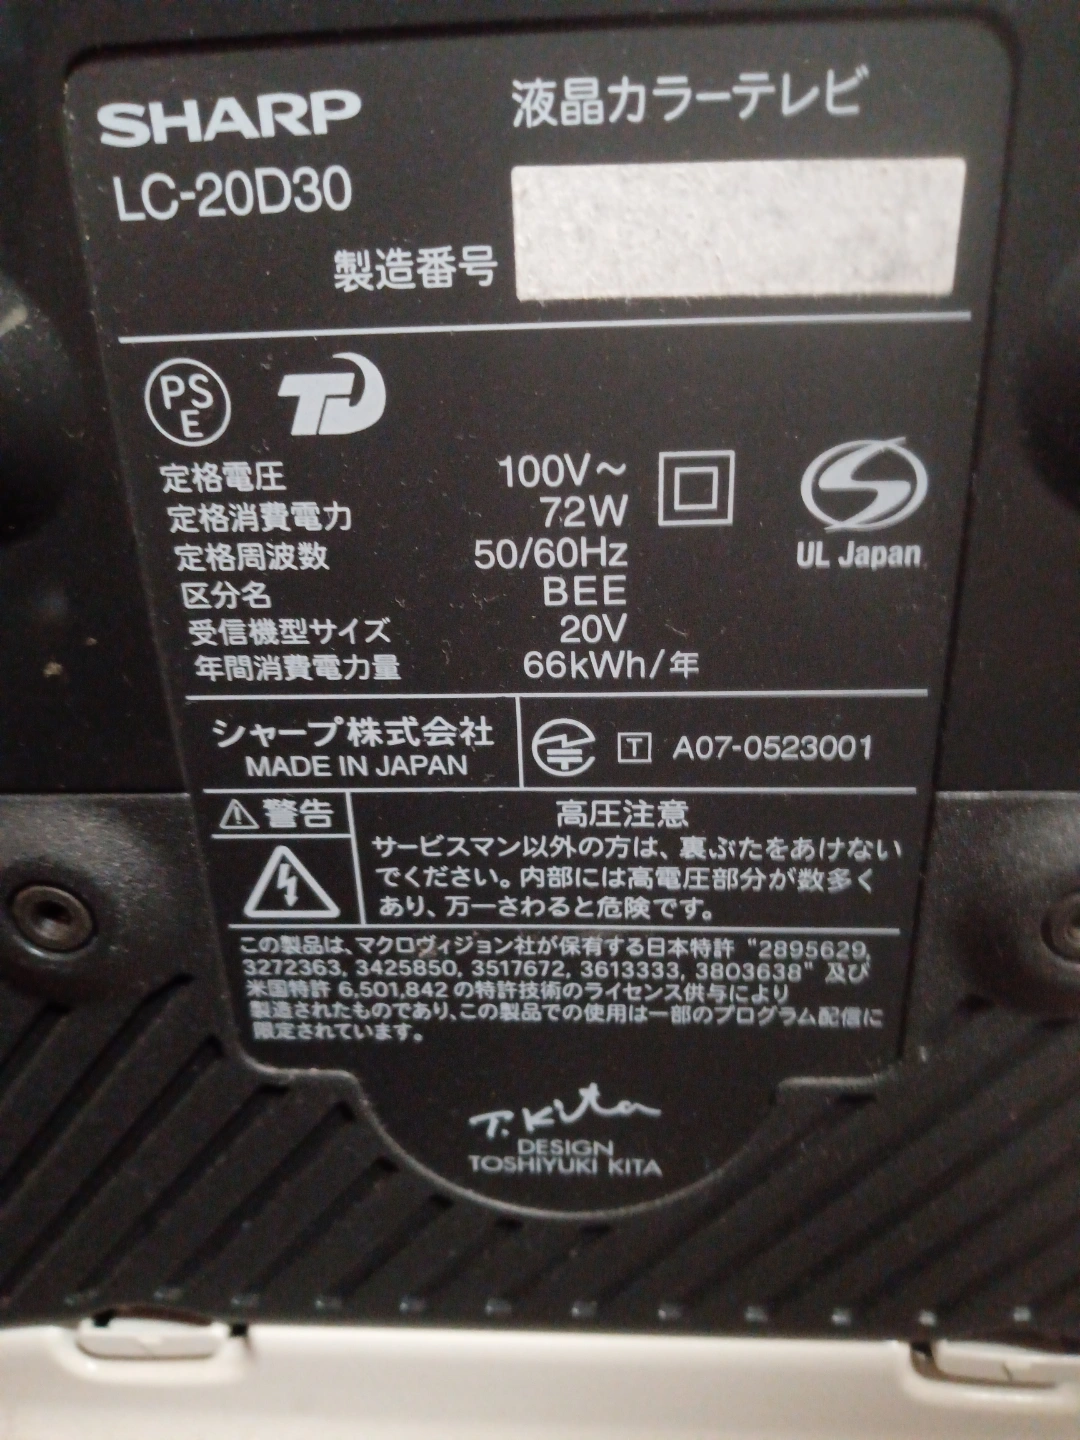 SHARP 液晶カラーテレビ
LC-20D30
製造番号
PSE
定格電圧 100V～
定格消費電力 72W
定格周波数 50/60Hz
区分名 BEE
受信機型サイズ 20V
年間消費電力量 66kWh/年
UL Japan
シャープ株式会社
MADE IN JAPAN
T A07-0523001
警告
高圧注意
サービスマン以外の方は、裏ぶたをあけない
でください。内部には高電圧部分が数多く
あり、万一さわると危険です。
この製品は、マクロヴィジョン社が保有する日本特許 "2895629,
3272363, 3425850, 3517672, 3613333, 3803638" 及び
米国特許 6,501,842 の特許技術のライセンス供与により
製造されたものであり、この製品での使用は一部のプログラム配信に
限定されています。
T. Kita
DESIGN
TOSHIYUKI KITA